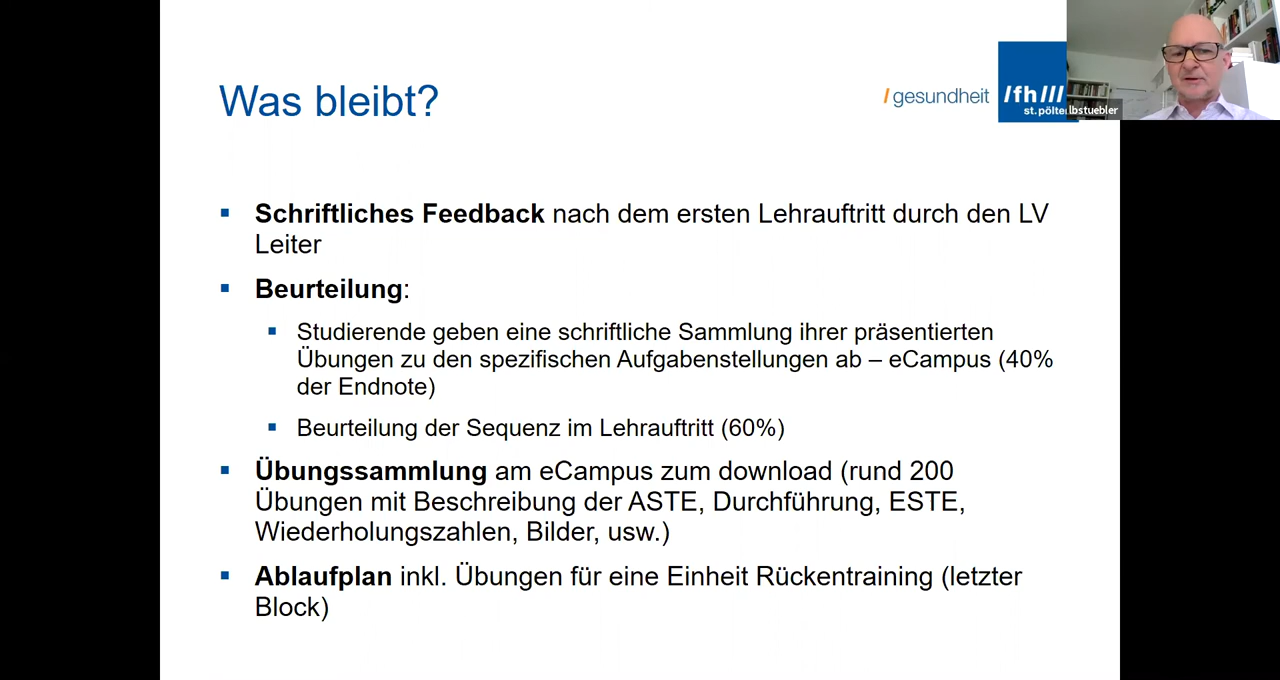 Was bleibt?
/ gesundheit
/fh///
st.pölte
lbstuebler
▪ Schriftliches Feedback nach dem ersten Lehrauftritt durch den LV
Leiter
▪ Beurteilung:
▪ Studierende geben eine schriftliche Sammlung ihrer präsentierten
Übungen zu den spezifischen Aufgabenstellungen ab – eCampus (40%
der Endnote)
▪ Beurteilung der Sequenz im Lehrauftritt (60%)
▪ Übungssammlung am eCampus zum download (rund 200
Übungen mit Beschreibung der ASTE, Durchführung, ESTE,
Wiederholungszahlen, Bilder, usw.)
▪ Ablaufplan inkl. Übungen für eine Einheit Rückentraining (letzter
Block)